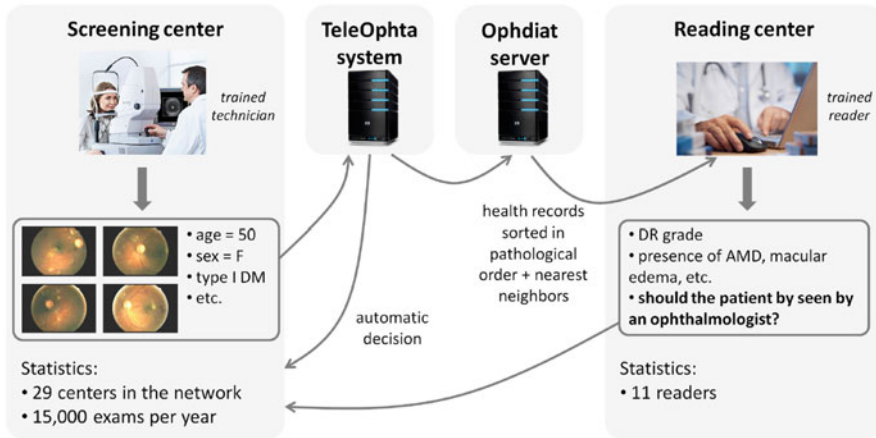 Screening center
trained
technician
• age = 50
• sex = F
• type I DM
• etc.
Statistics:
• 29 centers in the network
• 15,000 exams per year
TeleOphta
system
automatic
decision
Ophdiat
server
health records
sorted in
pathological
order + nearest
neighbors
Reading center
trained
reader
• DR grade
• presence of AMD, macular
edema, etc.
• should the patient by seen by
an ophthalmologist?
Statistics:
• 11 readers